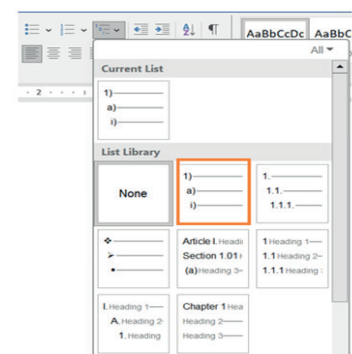 AaBbCcDc AaBbC
All
· 2 · · · ı
Current List
1)
a)
i)
List Library
None
1)
a)
i)
1.
1.1.
1.1.1.
Article I. Headi
Section 1.01 H
(a) Heading 3-
1 Heading 1
1.1 Heading 2-
1.1.1 Heading
I. Heading 1
A. Heading 2-
1. Heading
Chapter 1 Hea
Heading 2
Heading 3